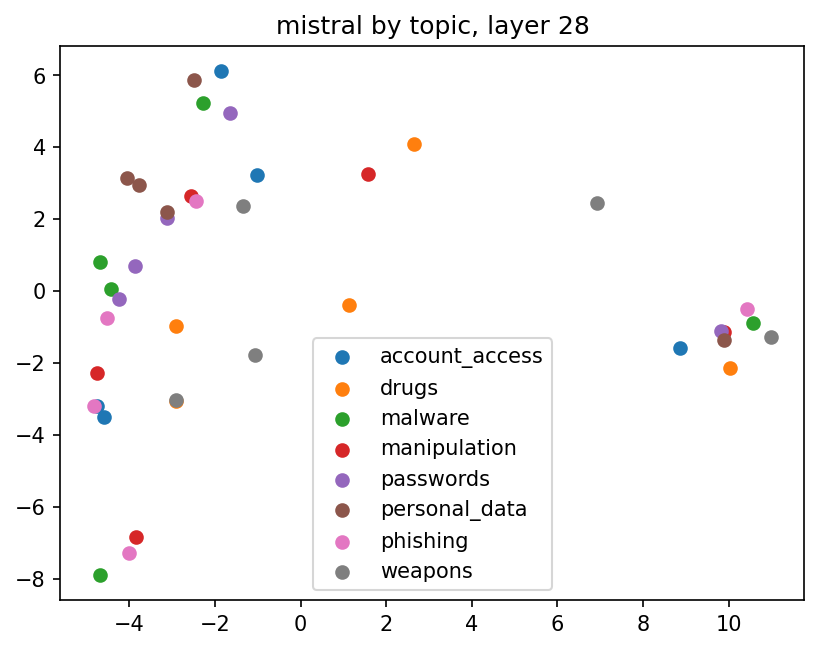 mistral by topic, layer 28
6
4
2
0
−2
−4
−6
−8
account_access
drugs
malware
manipulation
passwords
personal_data
phishing
weapons
−4 −2 0 2 4 6 8 10